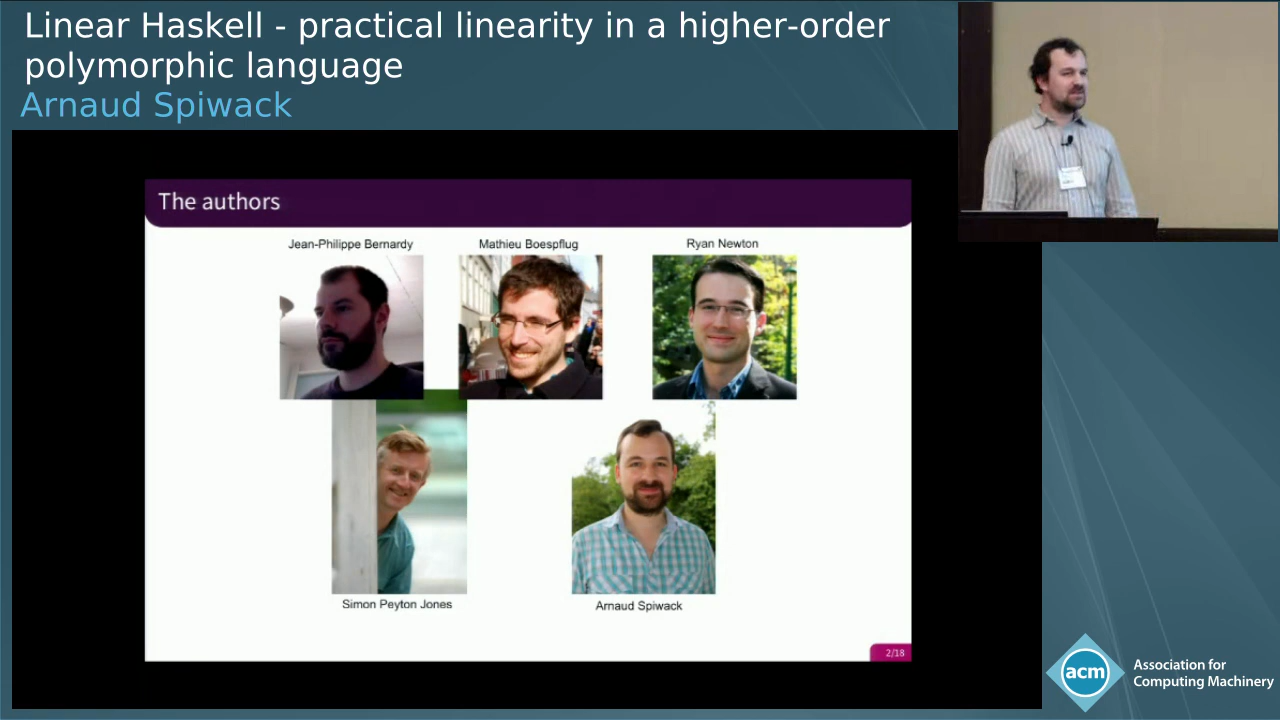 Linear Haskell - practical linearity in a higher-order
polymorphic language
Arnaud Spiwack
The authors
Jean-Philippe Bernardy
Mathieu Boespflug
Ryan Newton
Simon Peyton Jones
Arnaud Spiwack
2/18
acm
Association for
Computing Machinery